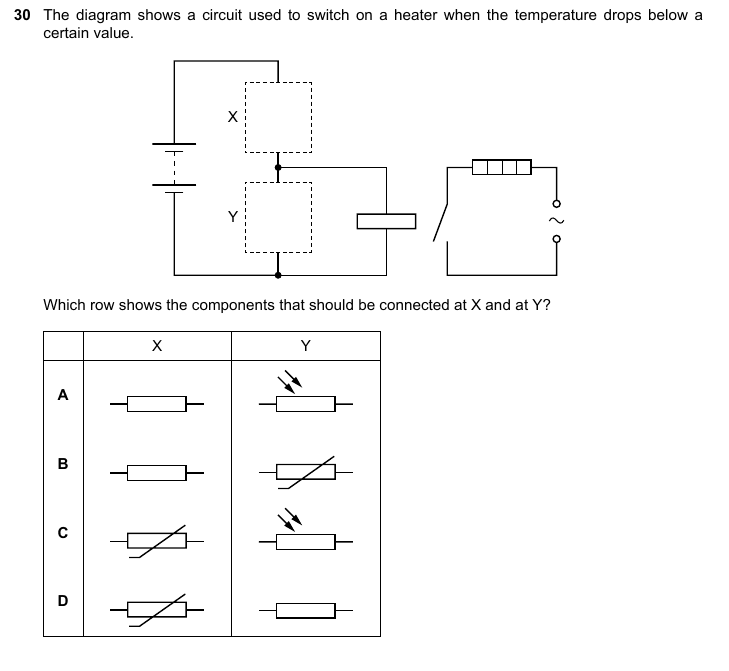 30 The diagram shows a circuit used to switch on a heater when the temperature drops below a
certain value.
X
Y
Which row shows the components that should be connected at X and at Y?
X Y
A
B
C
D